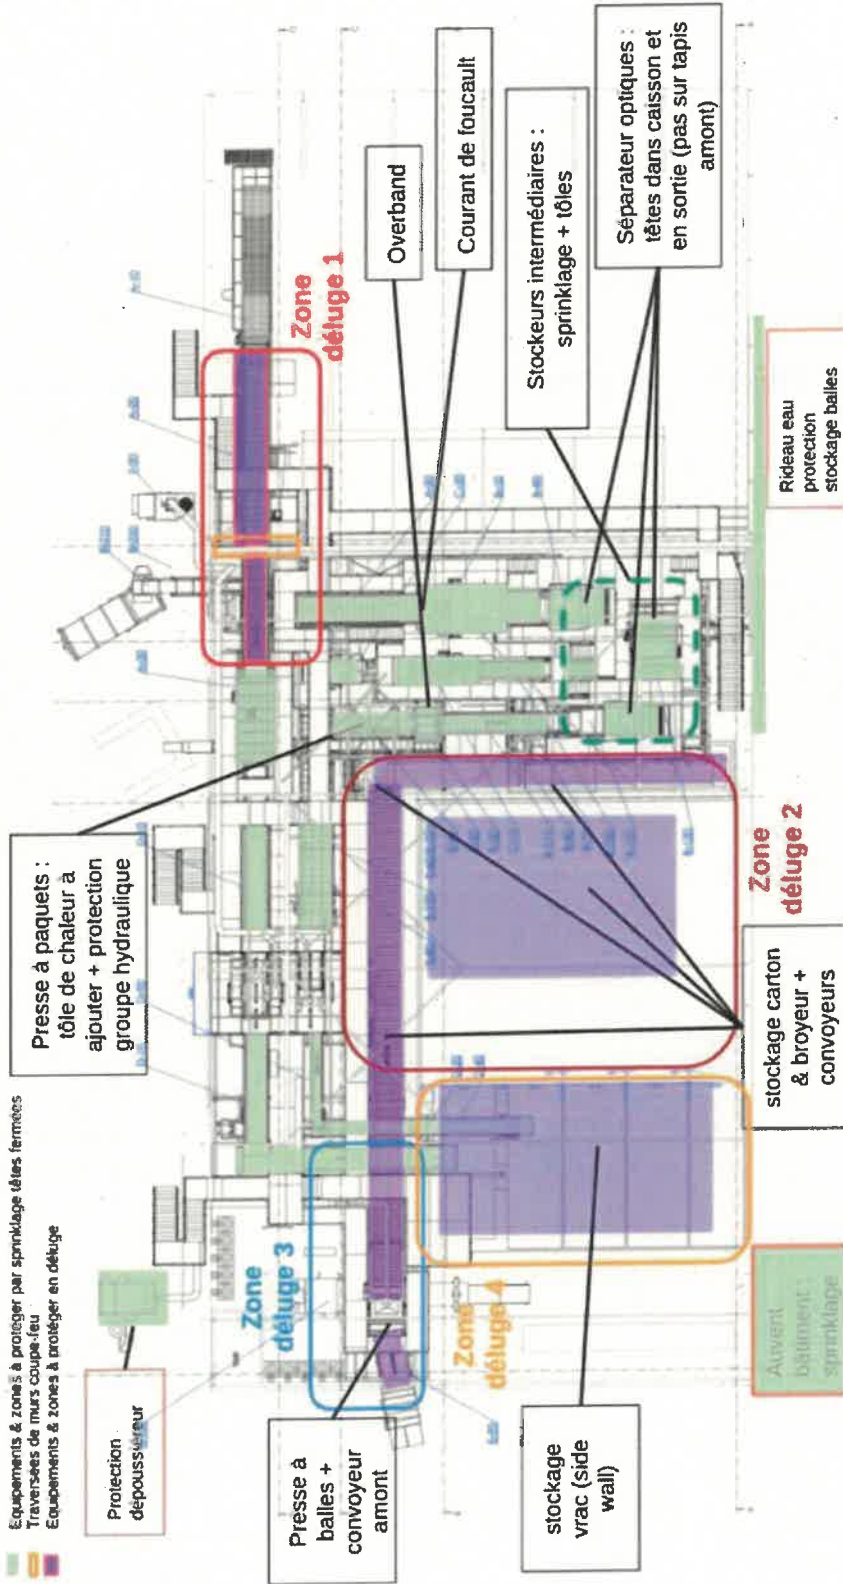 Equipements & zones à protéger par sprinklage têtes fermées
Traversées de murs coupe-feu
Equipements & zones à protéger en déluge
Protection
dépoussiéreur
Presse à paquets :
tôle de chaleur à
ajouter + protection
groupe hydraulique
Zone
déluge 1
Overband
Courant de foucault
Stockeurs intermédiaires :
sprinklage + tôles
Séparateur optiques :
têtes dans caisson et
en sortie (pas sur tapis
amont)
Zone
déluge 3
Presse à
balles +
convoyeur
amont
Zone
déluge 4
stockage
vrac (side
wall)
Zone
déluge 2
stockage carton
& broyeur +
convoyeurs
Rideau eau
protection
stockage balles
Auvent
bâtiment :
sprinklage